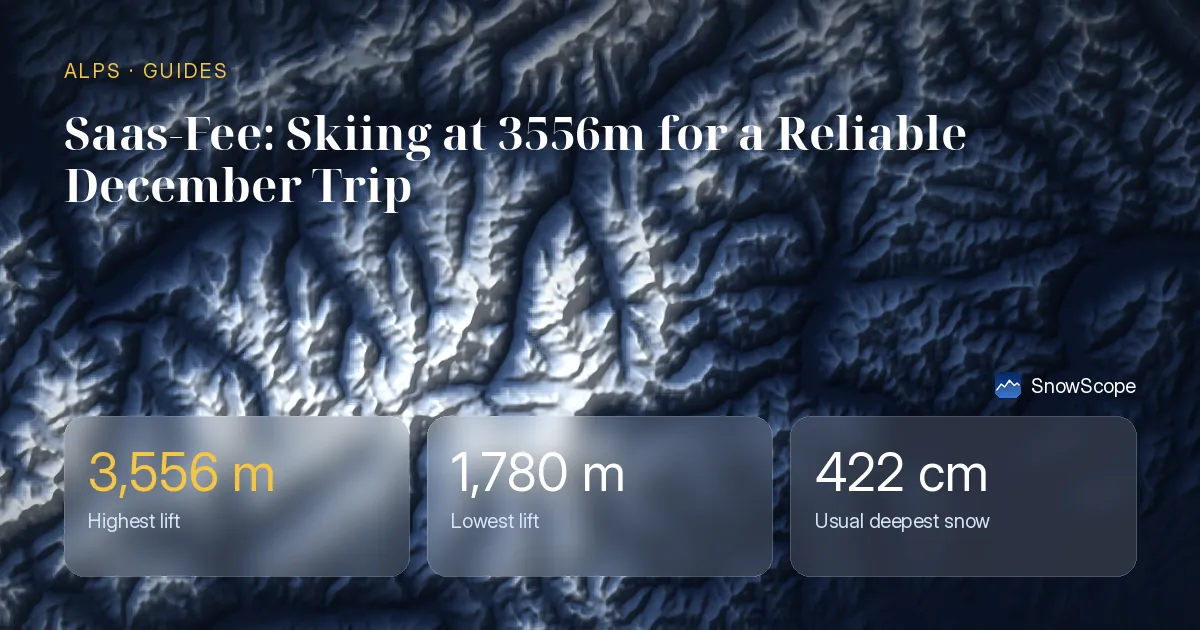 ALPS · GUIDES
Saas-Fee: Skiing at 3556m for a Reliable
December Trip
SnowScope
3,556 m
Highest lift
1,780 m
Lowest lift
422 cm
Usual deepest snow